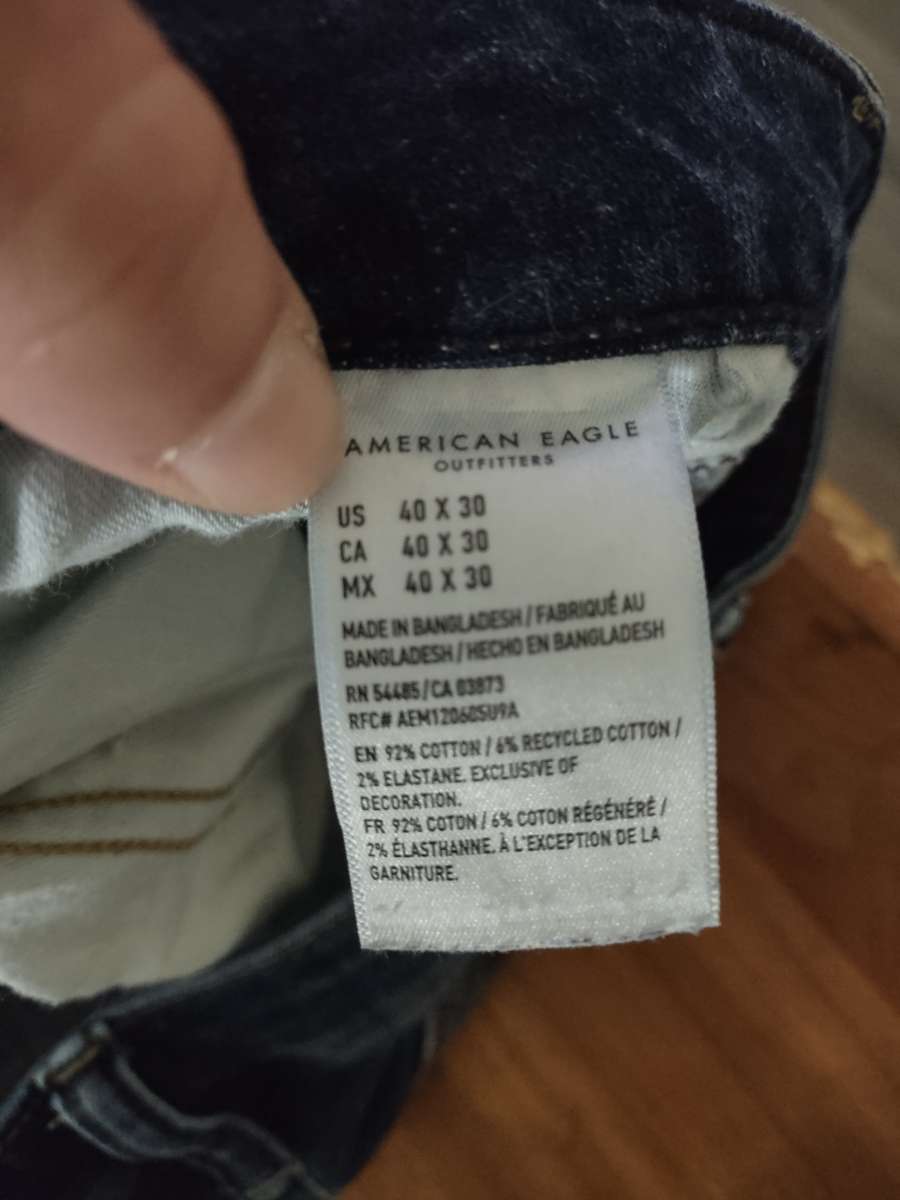 AMERICAN EAGLE
OUTFITTERS
US 40 X 30
CA 40 X 30
MX 40 X 30
MADE IN BANGLADESH / FABRIQUÉ AU
BANGLADESH / HECHO EN BANGLADESH
RN 54485 / CA 03873
RFC# AEM120605U9A
EN 92% COTTON / 6% RECYCLED COTTON /
2% ELASTANE. EXCLUSIVE OF
DECORATION.
FR 92% COTON / 6% COTON RÉGÉNÉRÉ /
2% ÉLASTHANNE. À L'EXCEPTION DE LA
GARNITURE.